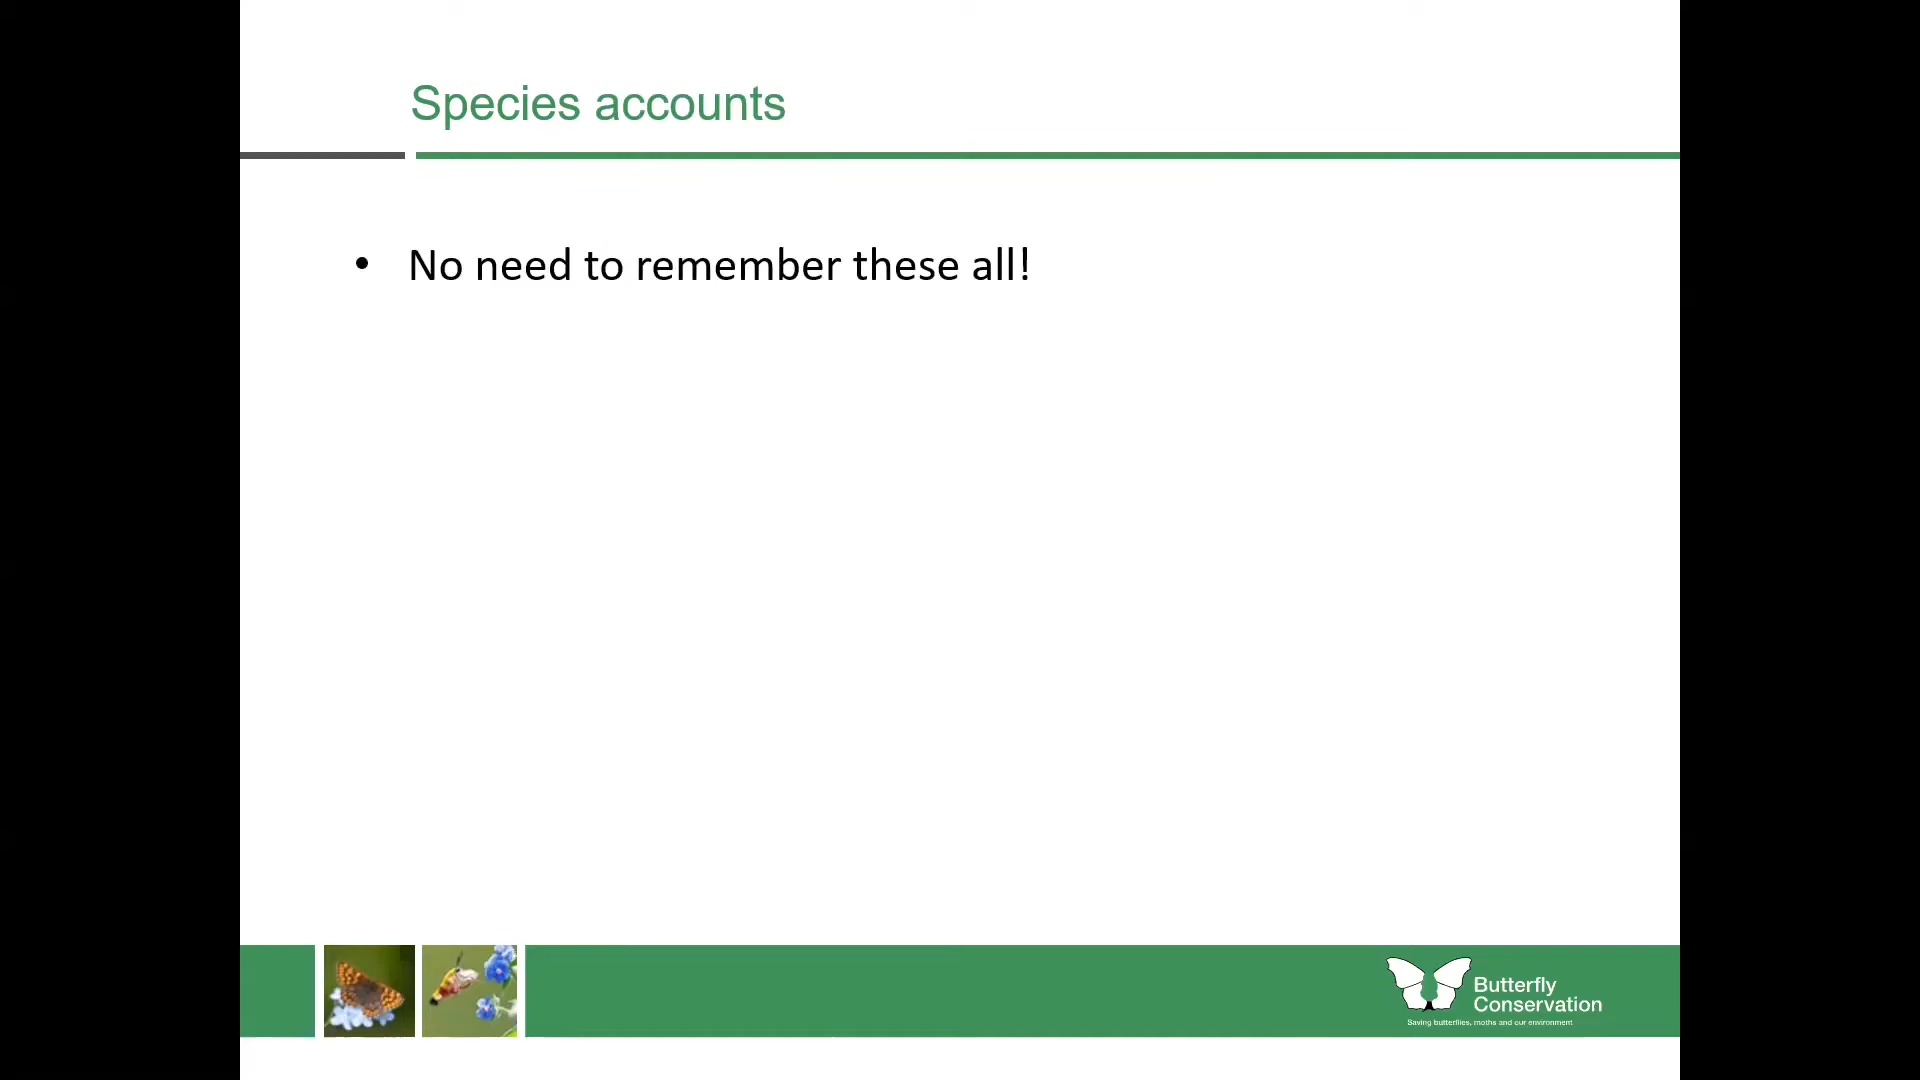 Species accounts
• No need to remember these all!
Butterfly
Conservation
Saving butterflies, moths and our environment